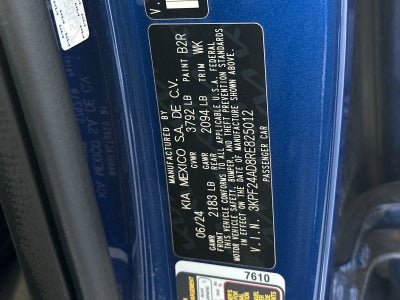 V.I.
MANUFACTURED BY
KIA MEXICO S.A. DE C.V.
06/24 GVWR 3792 LB PAINT B2R
GAWR FRONT 2183 LB GAWR REAR 2094 LB TRIM WK
THIS VEHICLE CONFORMS TO ALL APPLICABLE U.S.A. FEDERAL
MOTOR VEHICLE SAFETY, BUMPER, AND THEFT PREVENTION STANDARDS
IN EFFECT ON THE DATE OF MANUFACTURE SHOWN ABOVE.
V.I.N. 3KPF24AD8RE825012
PASSENGER CAR
7610